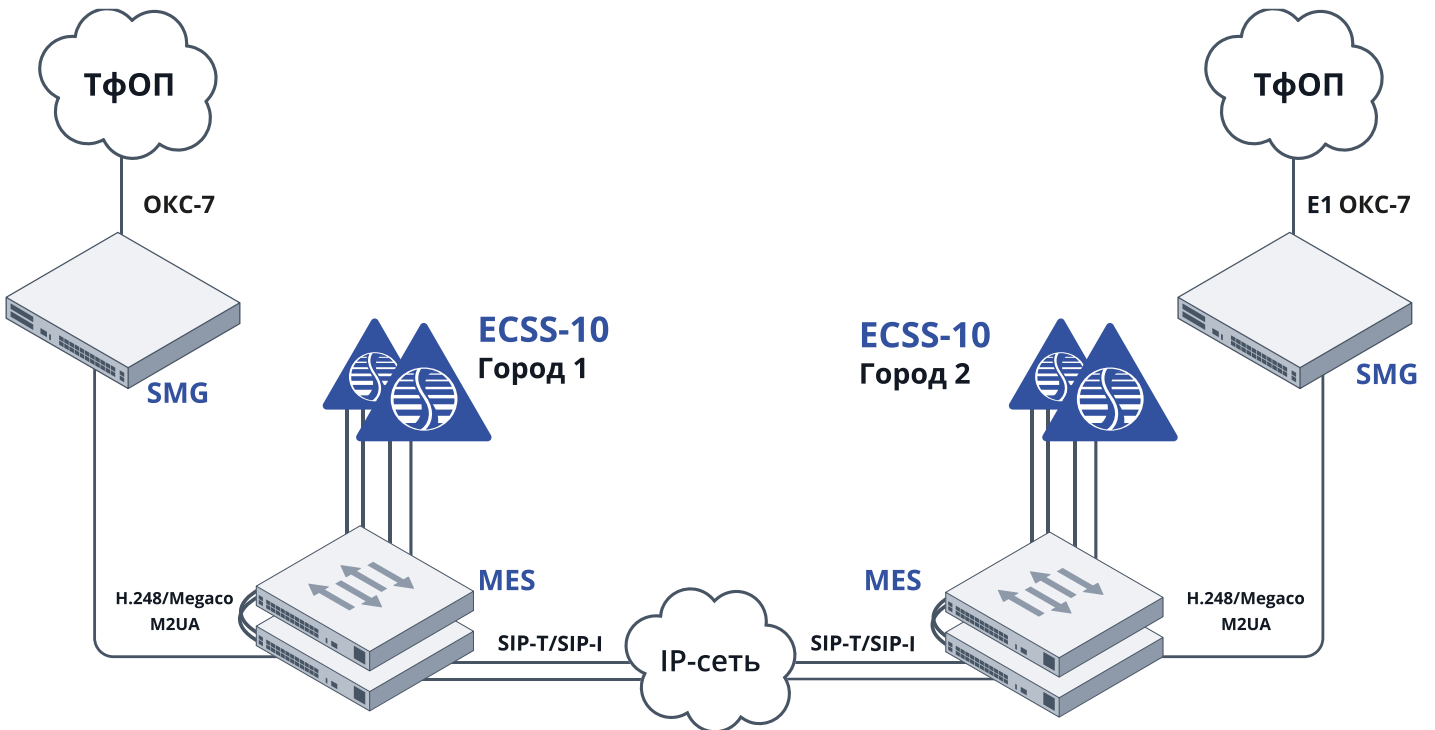 ТфОП
ТфОП
ОКС-7
E1 ОКС-7
ECSS-10
Город 1
ECSS-10
Город 2
SMG
SMG
MES
MES
H.248/Megaco
M2UA
H.248/Megaco
M2UA
SIP-T/SIP-I
IP-сеть
SIP-T/SIP-I